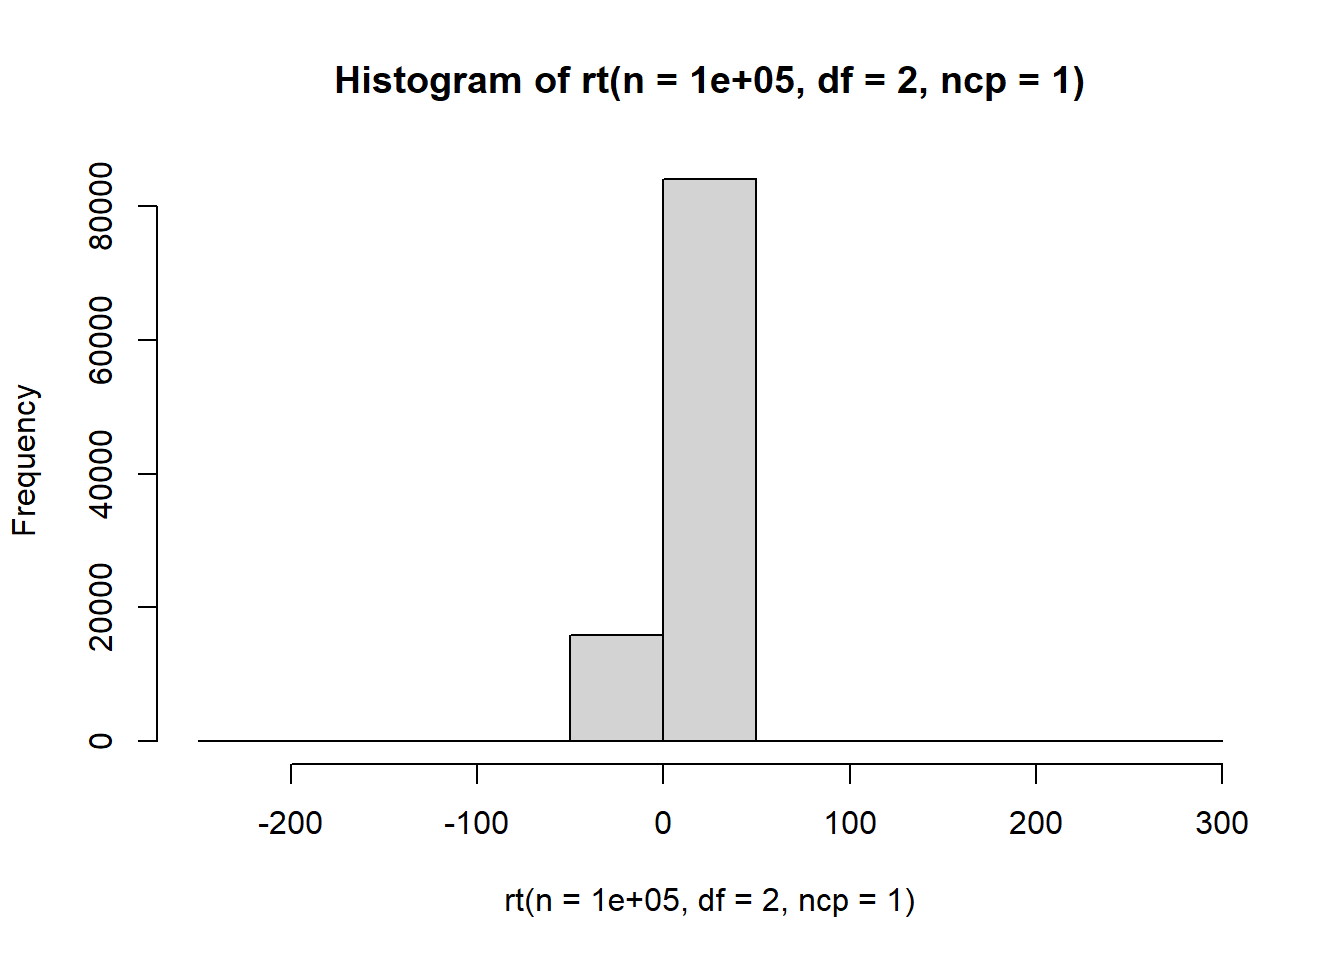 Histogram of rt(n = 1e+05, df = 2, ncp = 1)
Frequency
80000
60000
40000
20000
0
-200 -100 0 100 200 300
rt(n = 1e+05, df = 2, ncp = 1)